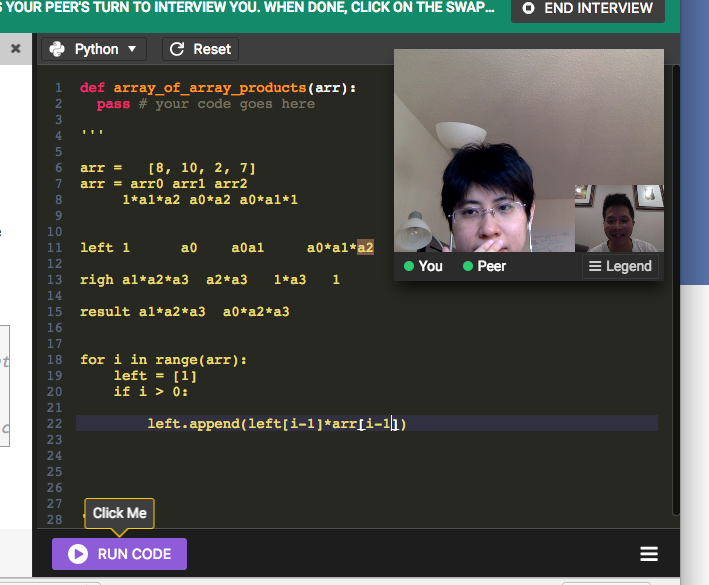 YOUR PEER'S TURN TO INTERVIEW YOU. WHEN DONE, CLICK ON THE SWAP...
END INTERVIEW
Python
Reset
1 def array_of_array_products(arr):
2 pass # your code goes here
3
4 '''
5
6 arr = [8, 10, 2, 7]
7 arr = arr0 arr1 arr2
8 1*a1*a2 a0*a2 a0*a1*1
9
10
11 left 1 a0 a0a1 a0*a1*a2
12
13 righ a1*a2*a3 a2*a3 1*a3 1
14
15 result a1*a2*a3 a0*a2*a3
16
17
18 for i in range(arr):
19 left = [1]
20 if i > 0:
21
22 left.append(left[i-1]*arr[i-1])
23
24
25
26
27
28
You
Peer
Legend
Click Me
RUN CODE